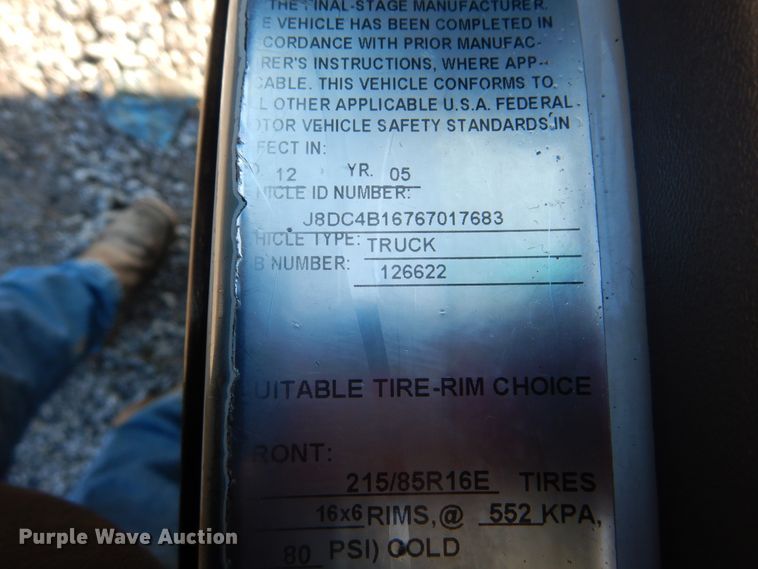 THE FINAL-STAGE MANUFACTURER.
E VEHICLE HAS BEEN COMPLETED IN
CORDANCE WITH PRIOR MANUFAC-
RER'S INSTRUCTIONS, WHERE APP-
CABLE. THIS VEHICLE CONFORMS TO
L OTHER APPLICABLE U.S.A. FEDERAL
OTOR VEHICLE SAFETY STANDARDS IN
FECT IN:
12 YR. 05
HICLE ID NUMBER:
J8DC4B16767017683
HICLE TYPE: TRUCK
B NUMBER: 126622
UITABLE TIRE-RIM CHOICE
RONT:
215/85R16E TIRES
16x6 RIMS, @ 552 KPA,
80 PSI) COLD
Purple Wave Auction